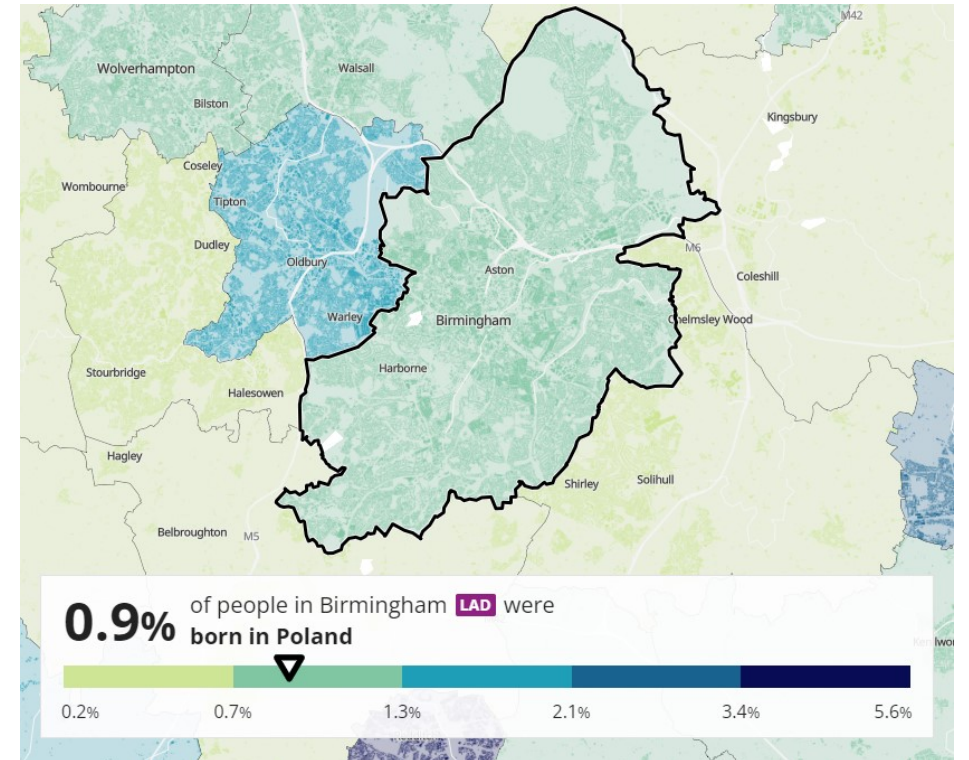 M42
Wolverhampton
Walsall
Bilston
Kingsbury
Coseley
Wombourne
Tipton
Dudley
M6
Oldbury
Aston
Coleshill
Warley
Birmingham
Chelmsley Wood
Harborne
Stourbridge
Halesowen
Hagley
Shirley
Solihull
Belbroughton
M5
0.9% of people in Birmingham LAD were
born in Poland
0.2% 0.7% 1.3% 2.1% 3.4% 5.6%